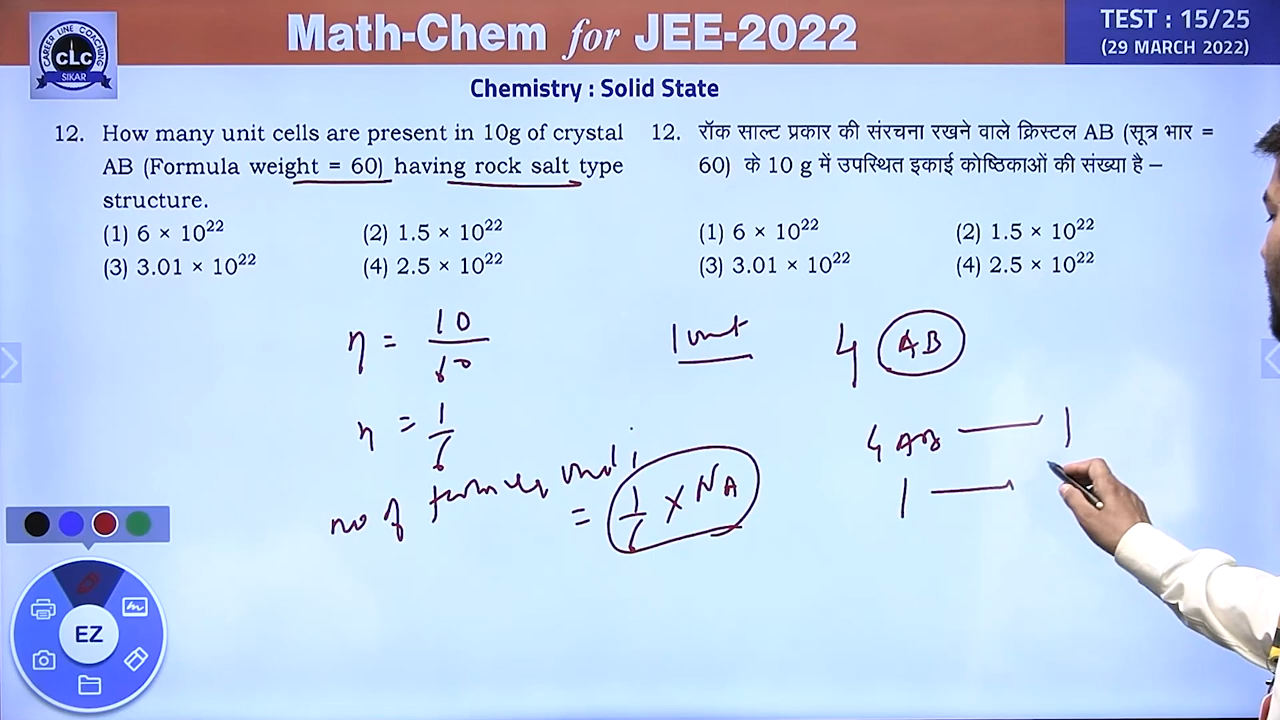 CAREER LINE COACHING
CLC
SIKAR
Math-Chem for JEE-2022
TEST : 15/25
(29 MARCH 2022)
Chemistry : Solid State
12. How many unit cells are present in 10g of crystal
AB (Formula weight = 60) having rock salt type
structure.
(1) 6 × 10²² (2) 1.5 × 10²²
(3) 3.01 × 10²² (4) 2.5 × 10²²
12. रॉक साल्ट प्रकार की संरचना रखने वाले क्रिस्टल AB (सूत्र भार =
60) के 10 g में उपस्थित इकाई कोष्ठिकाओं की संख्या है –
(1) 6 × 10²² (2) 1.5 × 10²²
(3) 3.01 × 10²² (4) 2.5 × 10²²
η = 10/60
n = 1/6
no of formula unit
= 1/6 × NA
1 unit 4 AB
4 AB — 1
1 —
EZ